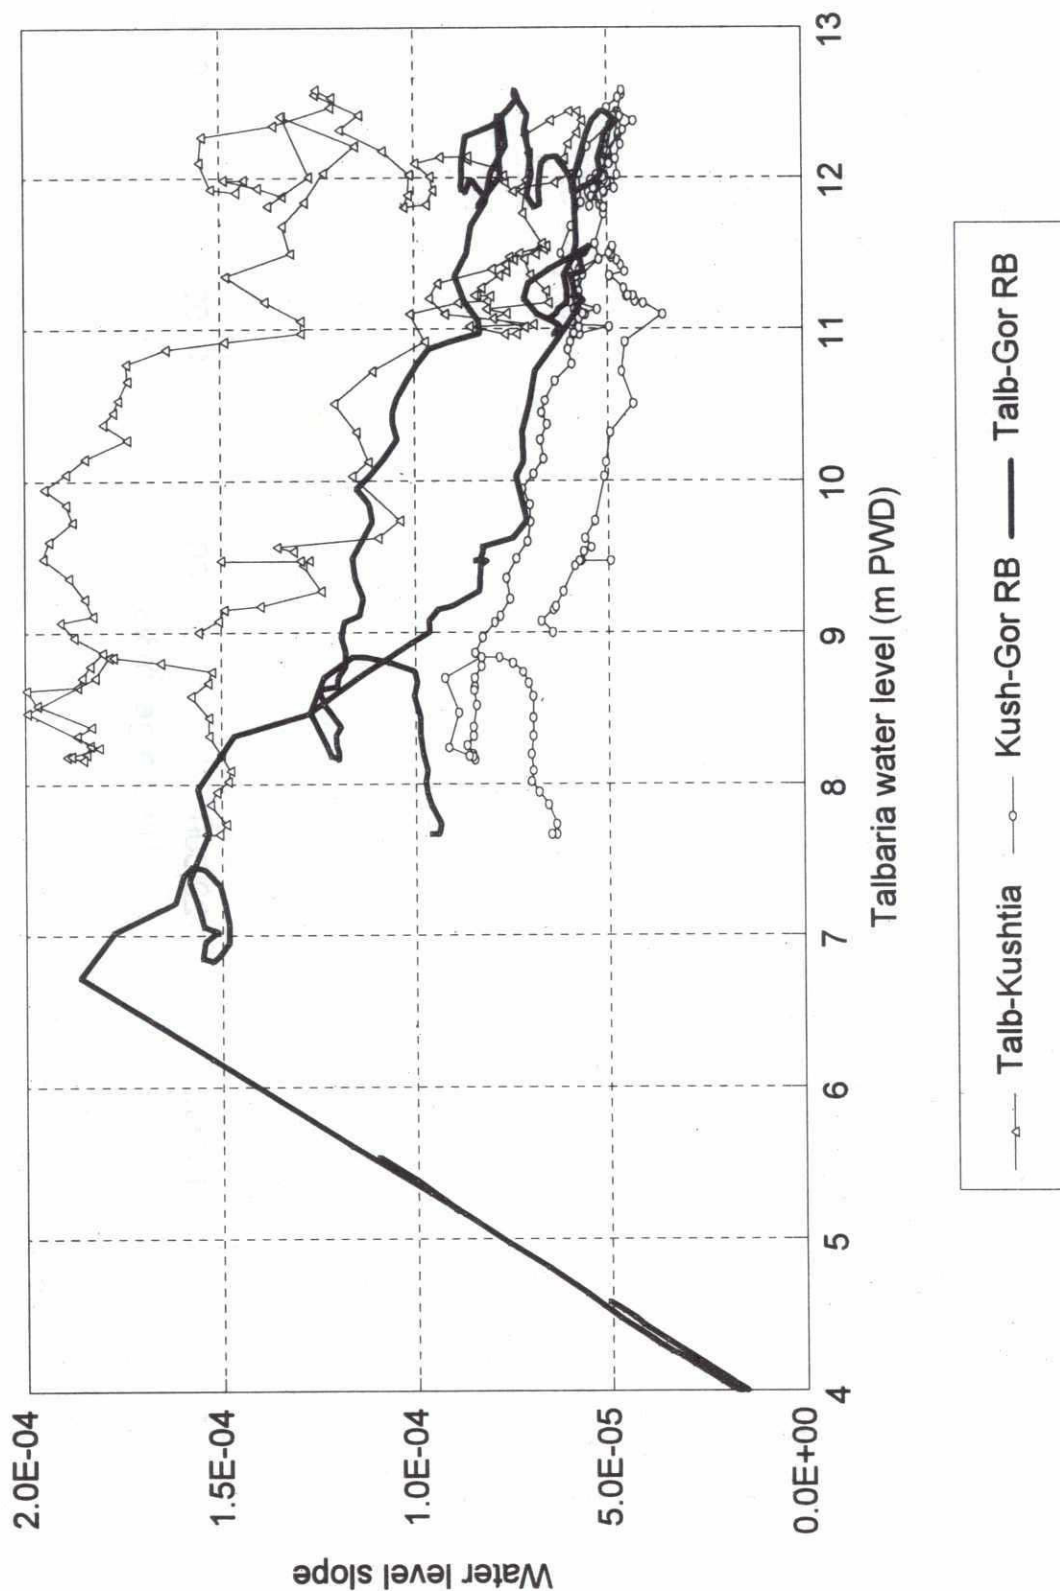 Water level slope
2.0E-04
1.5E-04
1.0E-04
5.0E-05
0.0E+00
4 5 6 7 8 9 10 11 12 13
Talbaria water level (m PWD)
Talb-Kushtia Kush-Gor RB Talb-Gor RB